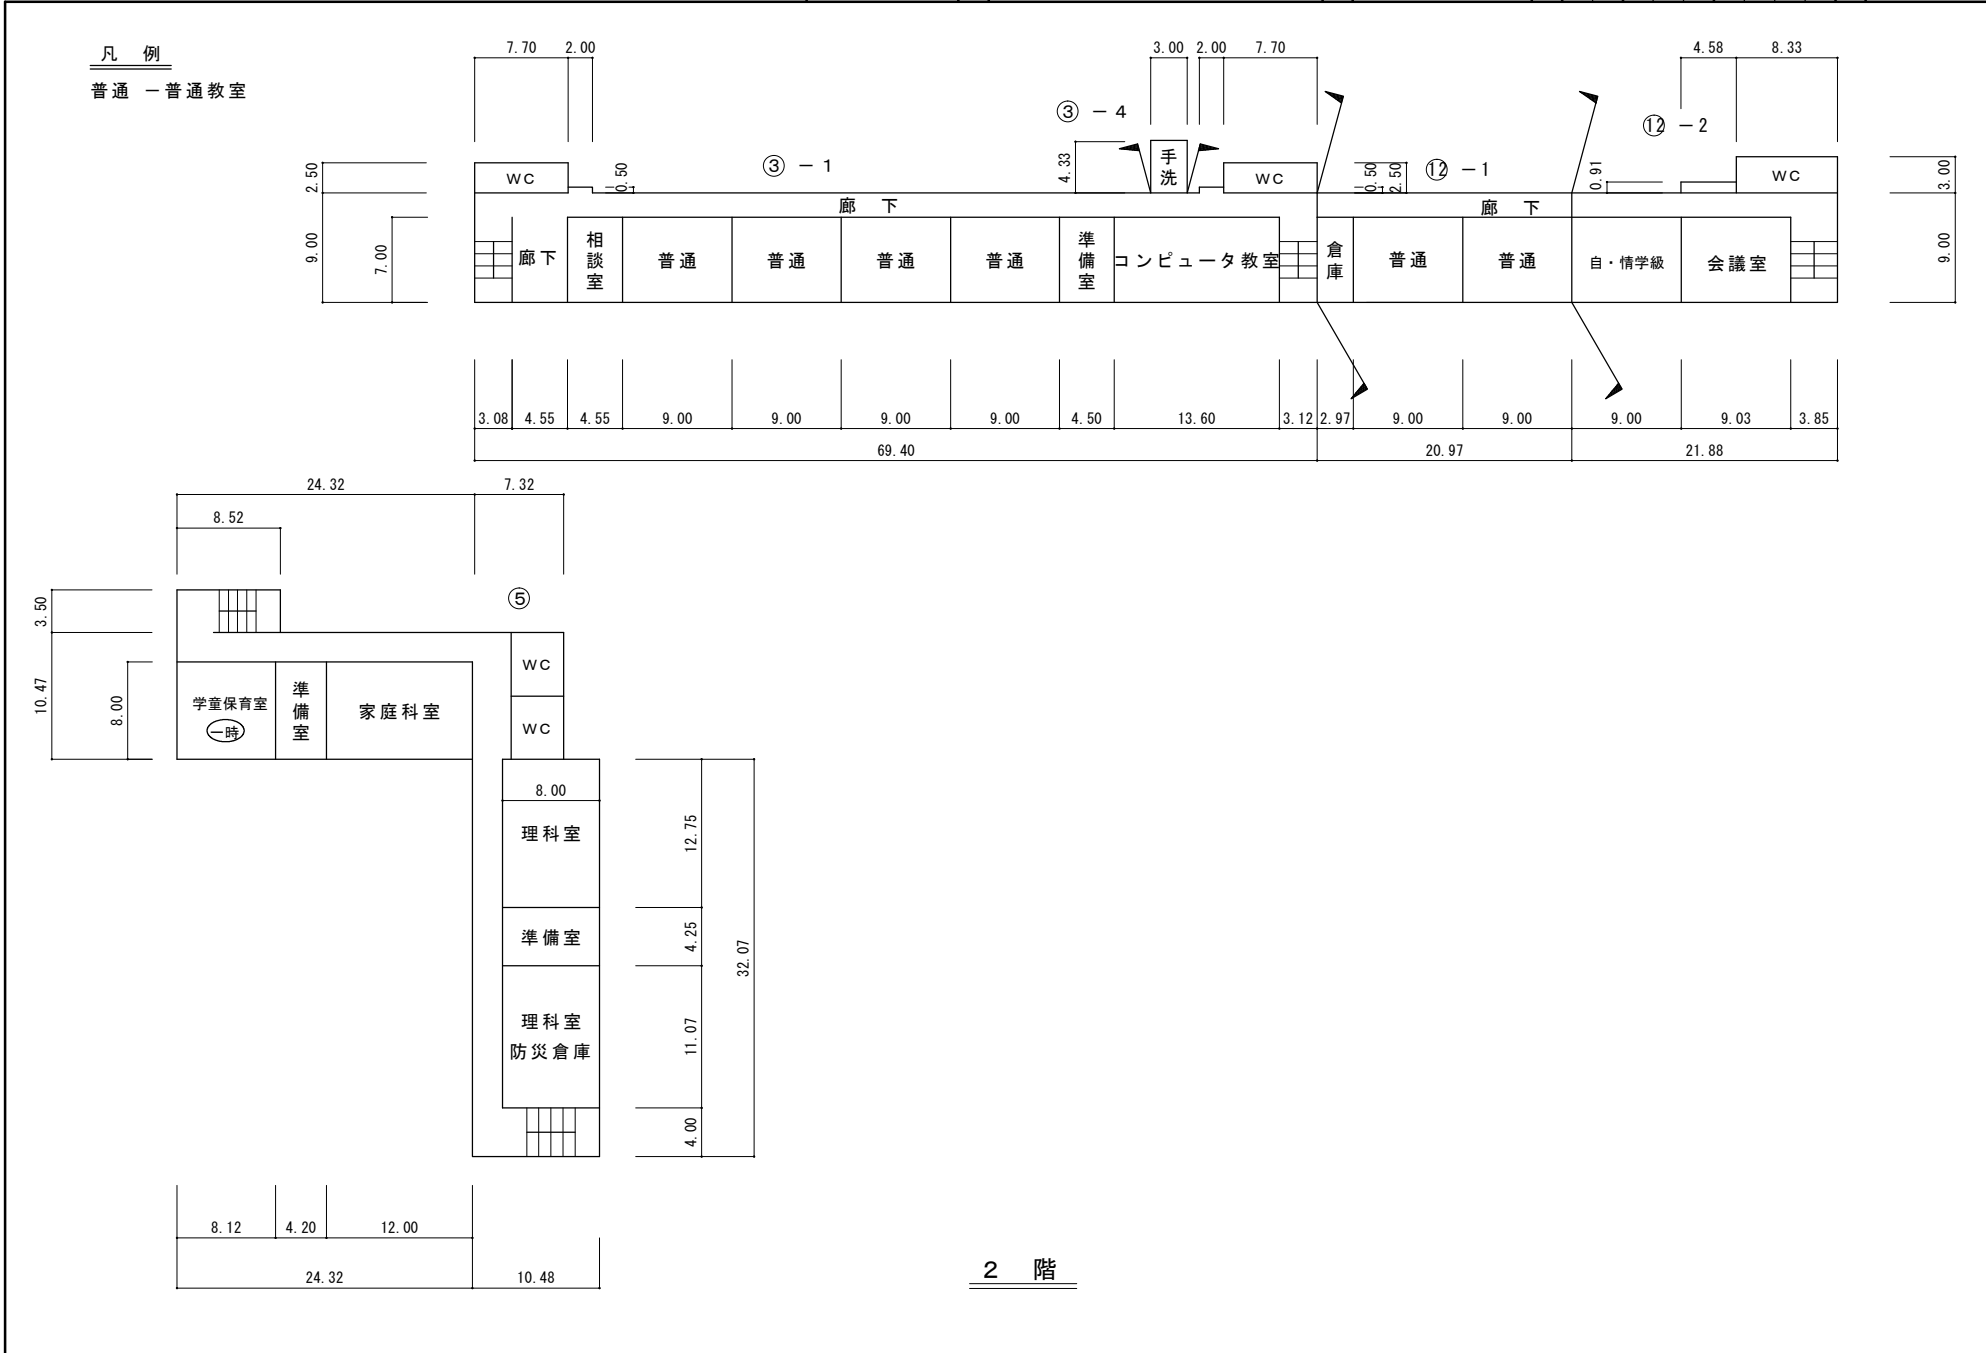 凡 例
普通 －普通教室
7.70 2.00 3.00 2.00 7.70 4.58 8.33
③ － 4
⑫ － 2
③ － 1
⑫ － 1
2.50 0.50 4.33 0.50 2.50 0.91 3.00
WC 手洗 WC WC
廊 下 廊 下
9.00 7.00 9.00
廊下 相談室 普通 普通 普通 普通 準備室 コンピュータ教室 倉庫 普通 普通 自・情学級 会議室
3.08 4.55 4.55 9.00 9.00 9.00 9.00 4.50 13.60 3.12 2.97 9.00 9.00 9.00 9.03 3.85
69.40 20.97 21.88
24.32 7.32
8.52
⑤
3.50
10.47 8.00
WC
学童保育室 準備室 家庭科室
一時
WC
8.00
理科室 12.75
準備室 4.25
32.07
理科室 11.07
防災倉庫
4.00
8.12 4.20 12.00
24.32 10.48
2 階